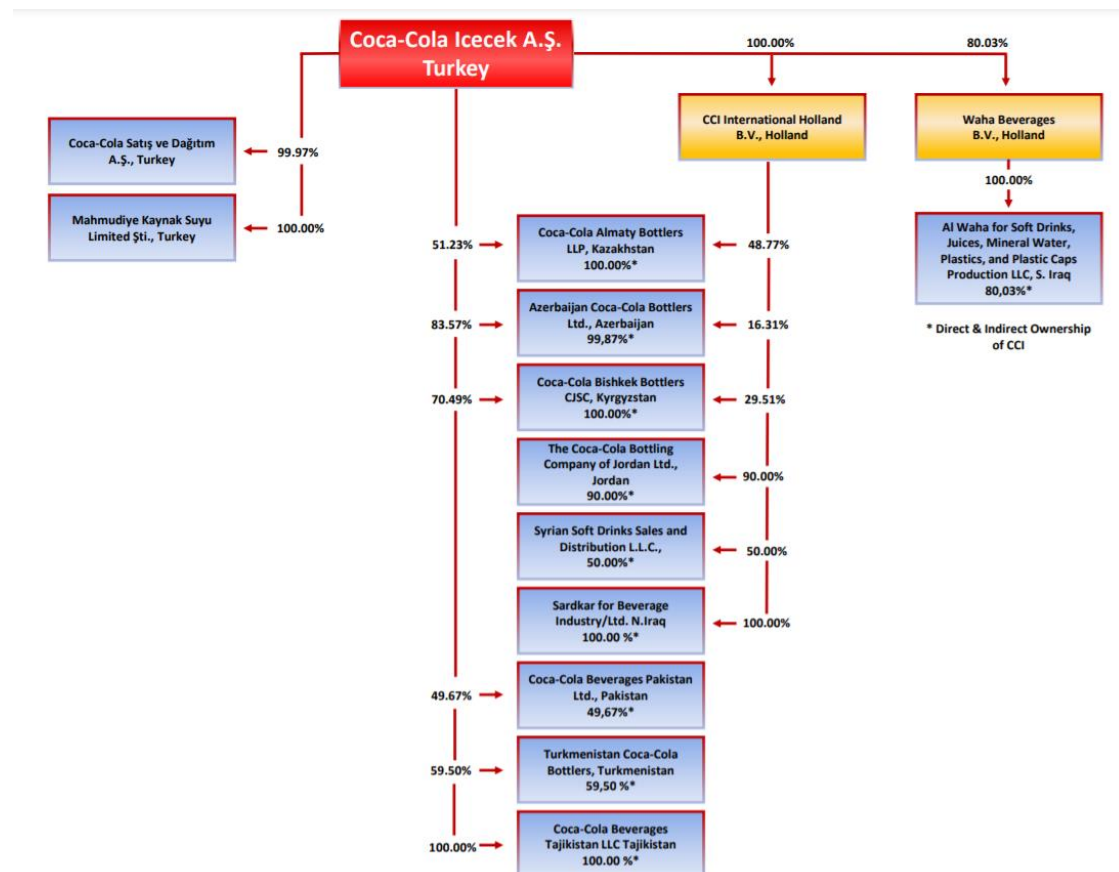 Coca-Cola Icecek A.Ş.
Turkey
100.00%
80.03%
CCI International Holland
B.V., Holland
Waha Beverages
B.V., Holland
Coca-Cola Satış ve Dağıtım
A.Ş., Turkey
99.97%
100.00%
Mahmudiye Kaynak Suyu
Limited Şti., Turkey
100.00%
51.23%
Coca-Cola Almaty Bottlers
LLP, Kazakhstan
100.00%*
48.77%
Al Waha for Soft Drinks,
Juices, Mineral Water,
Plastics, and Plastic Caps
Production LLC, S. Iraq
80,03%*
83.57%
Azerbaijan Coca-Cola Bottlers
Ltd., Azerbaijan
99,87%*
16.31%
* Direct & Indirect Ownership
of CCI
70.49%
Coca-Cola Bishkek Bottlers
CJSC, Kyrgyzstan
100.00%*
29.51%
The Coca-Cola Bottling
Company of Jordan Ltd.,
Jordan
90.00%*
90.00%
Syrian Soft Drinks Sales and
Distribution L.L.C.,
50.00%*
50.00%
Sardkar for Beverage
Industry/Ltd. N.Iraq
100.00 %*
100.00%
49.67%
Coca-Cola Beverages Pakistan
Ltd., Pakistan
49,67%*
59.50%
Turkmenistan Coca-Cola
Bottlers, Turkmenistan
59,50 %*
100.00%
Coca-Cola Beverages
Tajikistan LLC Tajikistan
100.00 %*